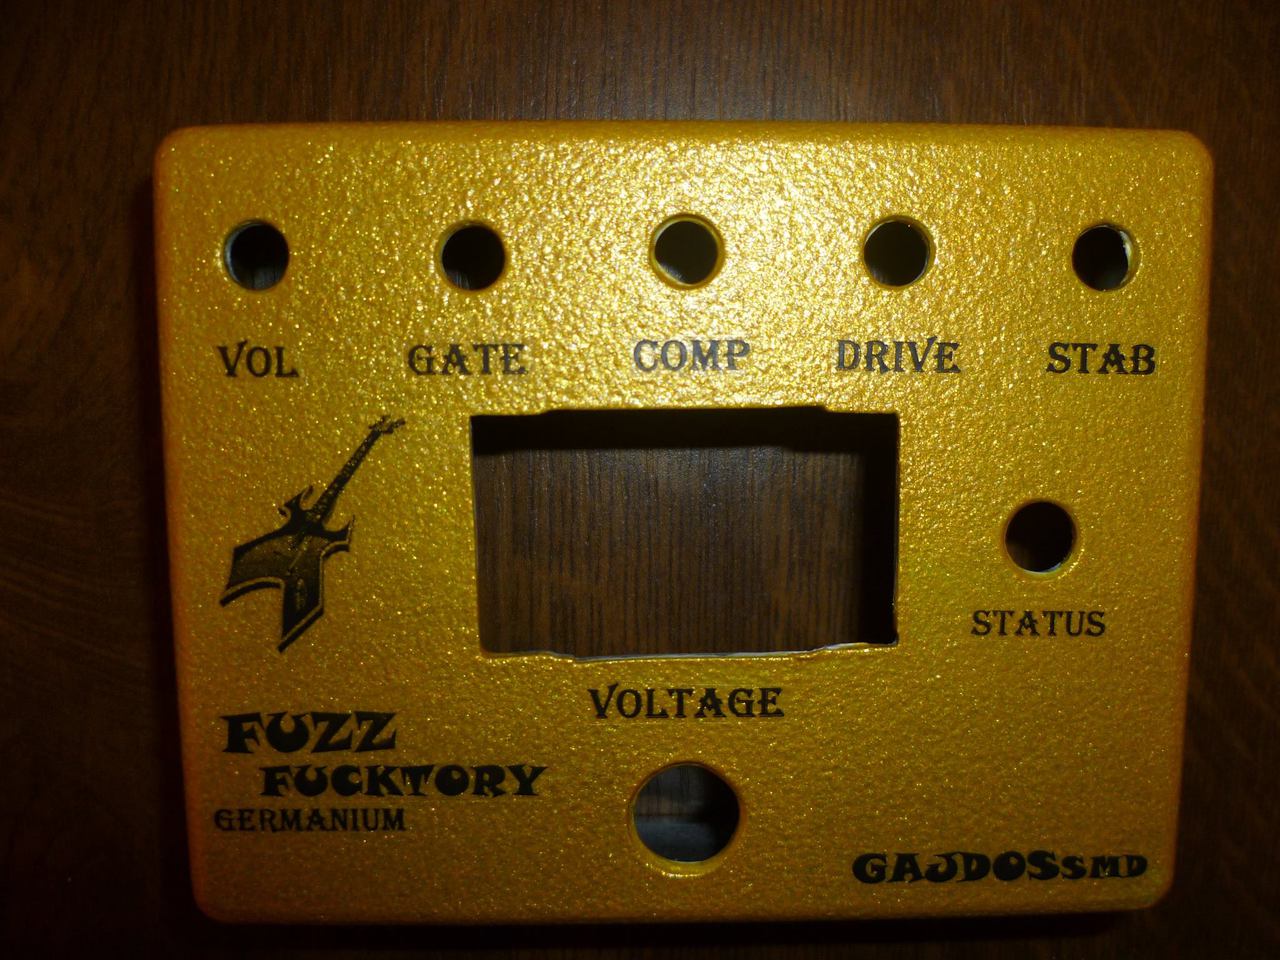 VOL GATE COMP DRIVE STAB
STATUS
VOLTAGE
FUZZ
FUCKTORY
GERMANIUM
GAJDOSSMD